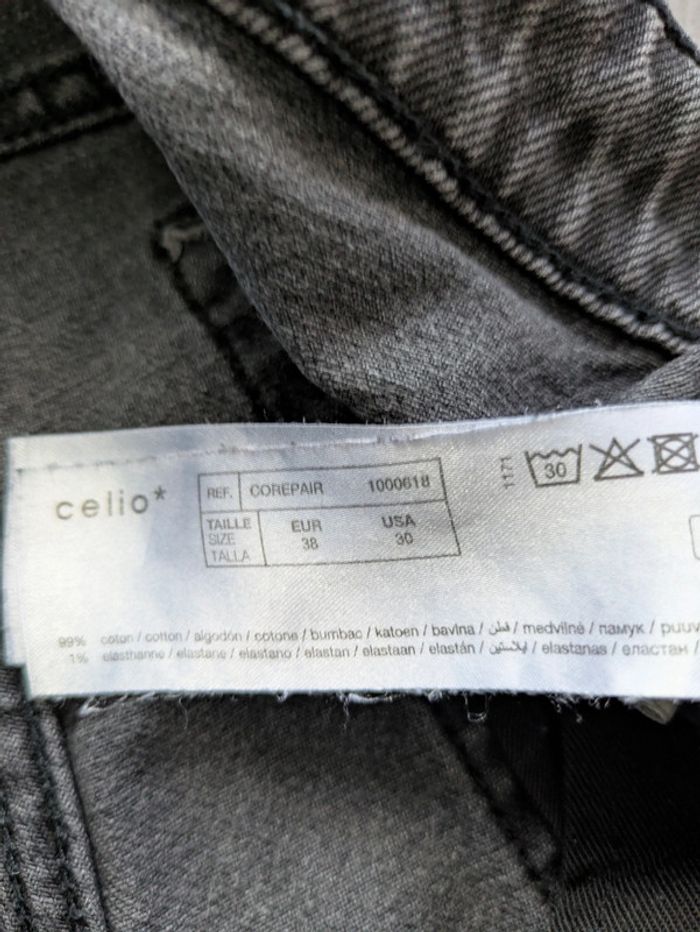 celio*
REF. COREPAIR 1000618
TAILLE SIZE TALLA
EUR 38
USA 30
1171
30
99% coton / cotton / algodón / cotone / bumbac / katoen / bavlna / قطن / medvilnė / памук / puuv
1% élasthanne / elastane / elastano / elastan / elastaan / elastán / إيلاستين / elastanas / еластан /